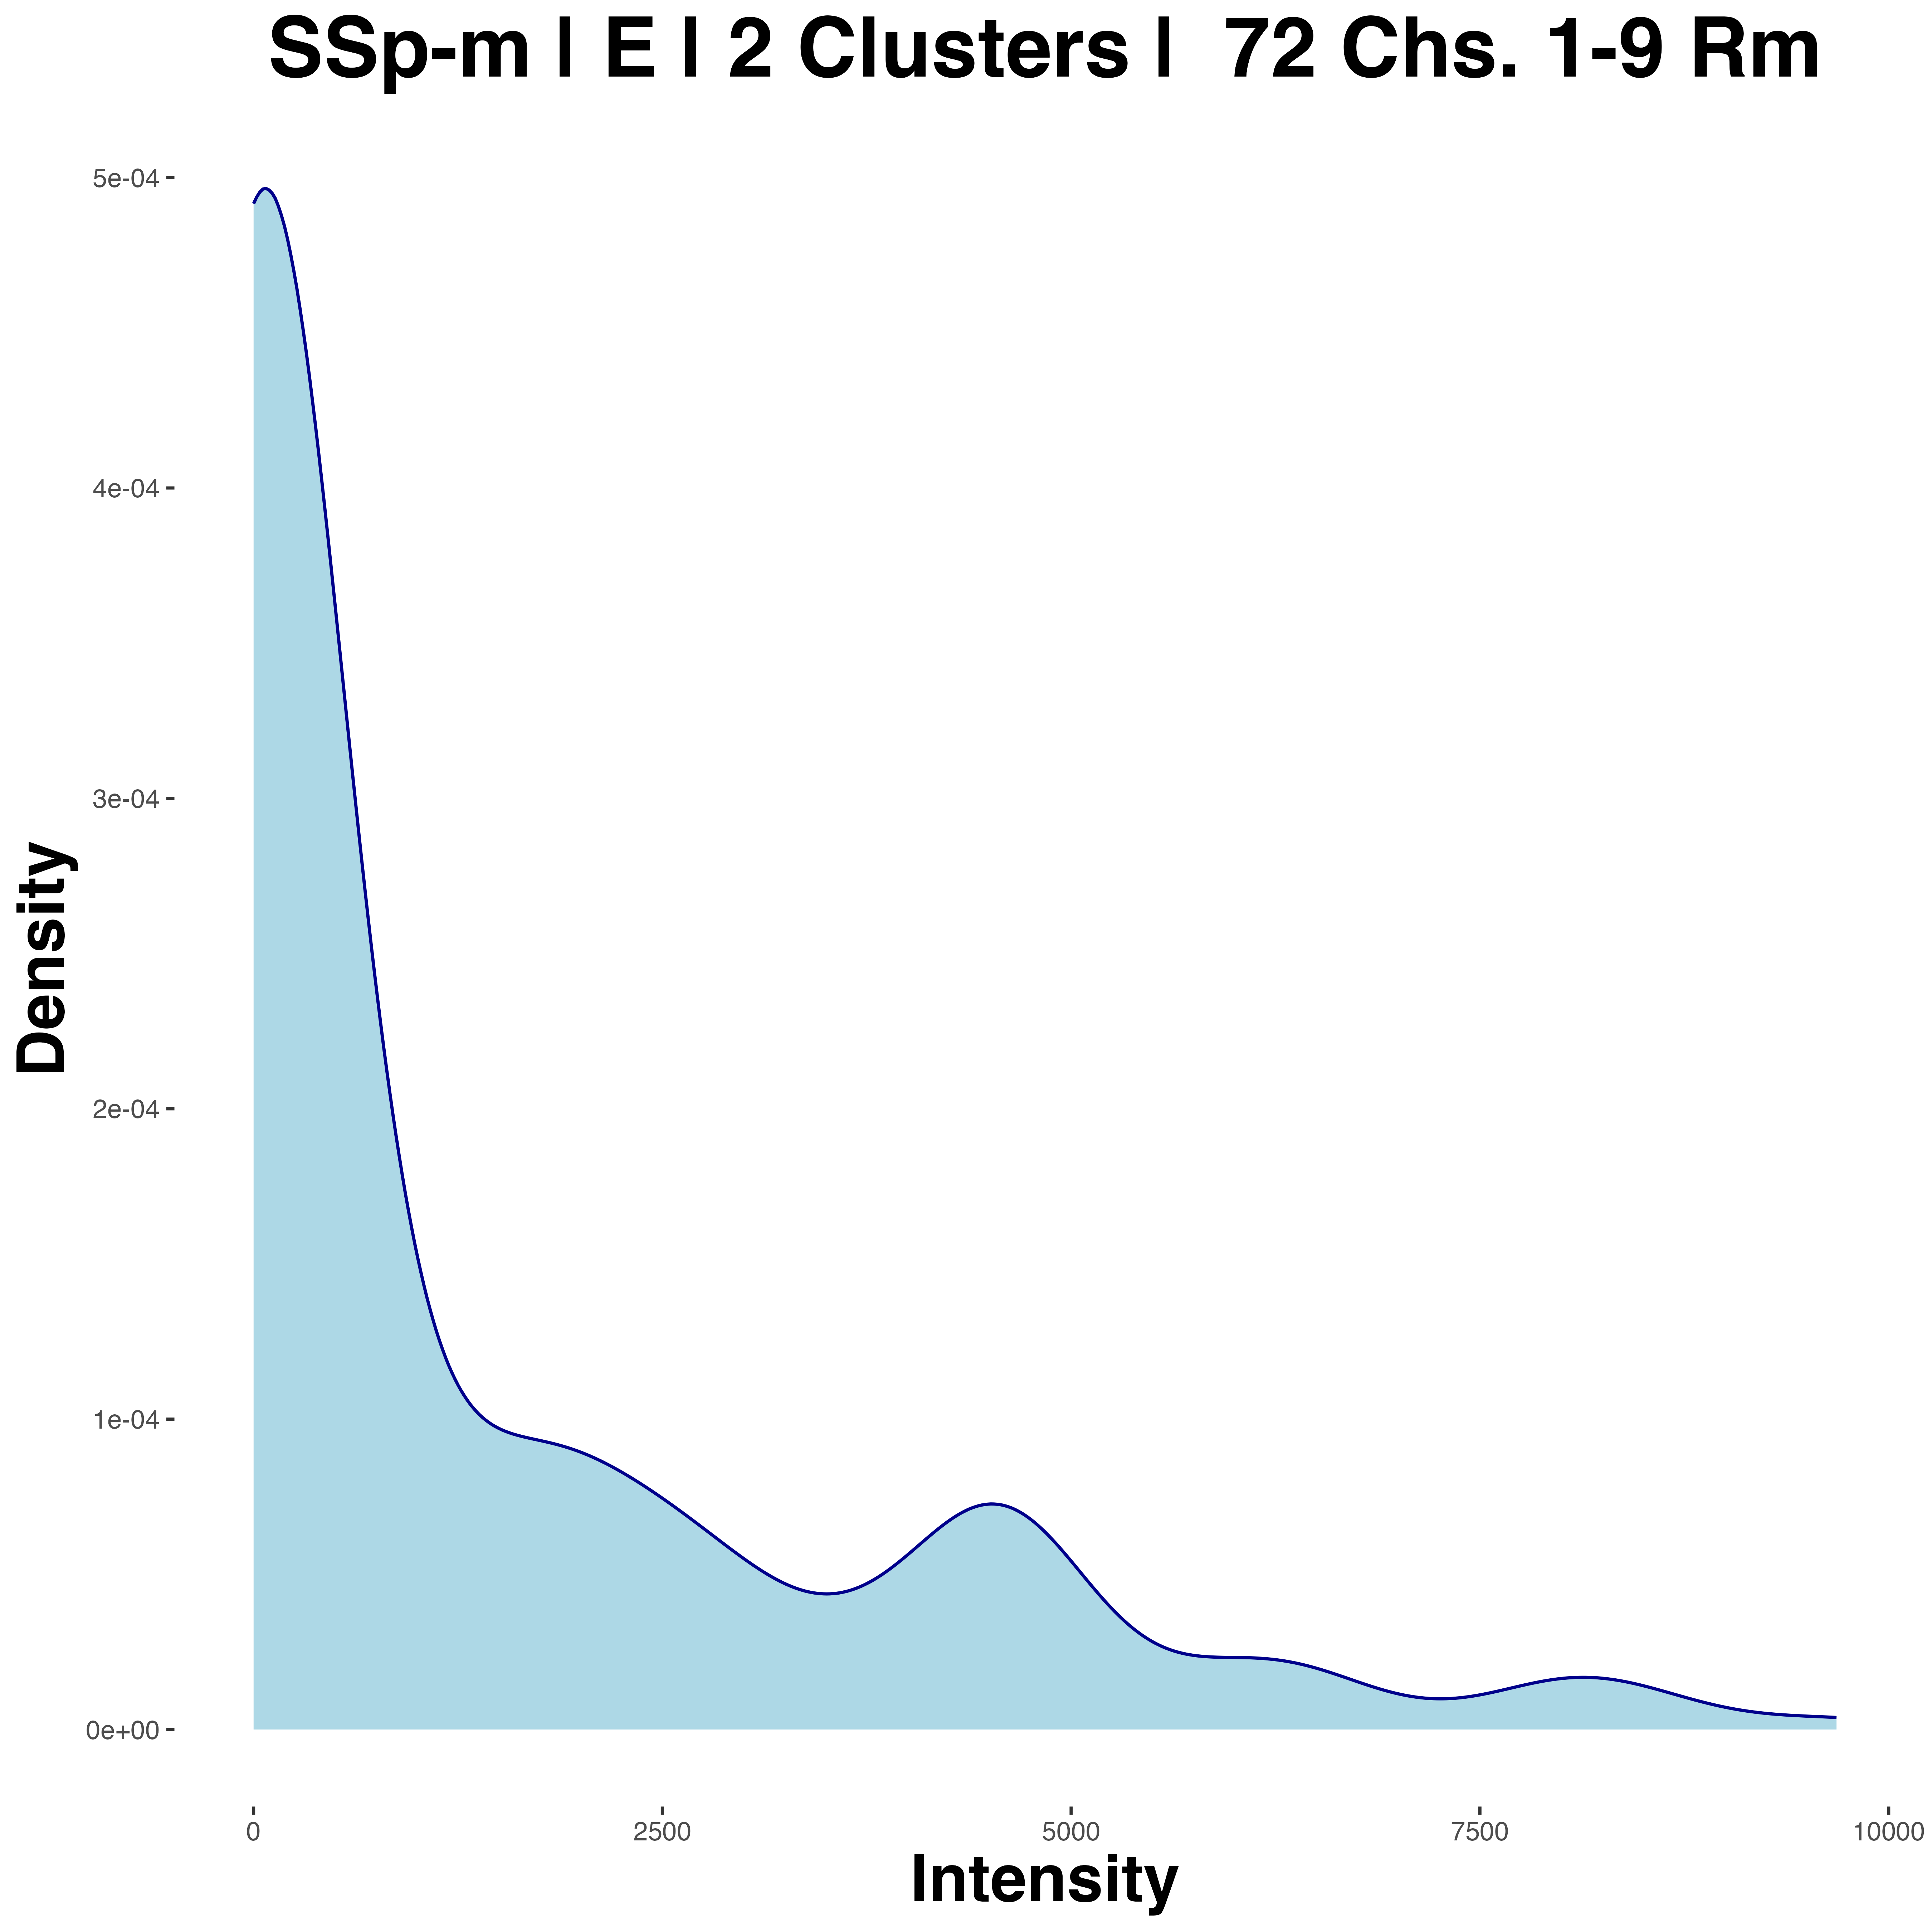 SSp-m | E | 2 Clusters |  72 Chs. 1-9 Rm
5e-04
4e-04
3e-04
2e-04
1e-04
0e+00
Density
0 2500 5000 7500 10000
Intensity